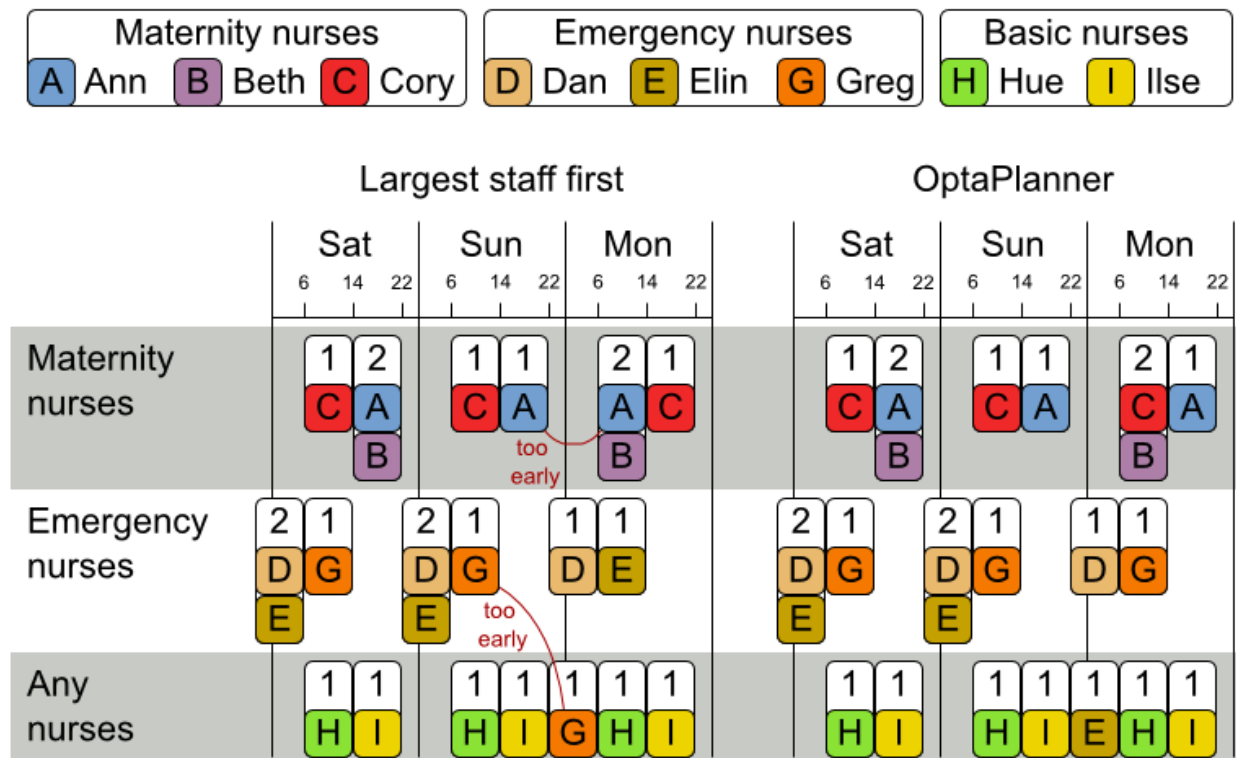 Maternity nurses Emergency nurses Basic nurses
A Ann B Beth C Cory D Dan E Elin G Greg H Hue I Ilse
Largest staff first OptaPlanner
Sat Sun Mon Sat Sun Mon
6 14 22 6 14 22 6 14 22 6 14 22 6 14 22 6 14 22
Maternity 1 2 1 1 2 1 1 2 1 1 2 1
nurses C A C A A C C A C A C A
too
B B B B
early
Emergency 2 1 2 1 1 1 2 1 2 1 1 1
nurses D G D G D E D G D G D G
too
E E E E
early
Any 1 1 1 1 1 1 1 1 1 1 1 1 1 1
nurses H I H I G H I H I H I E H I